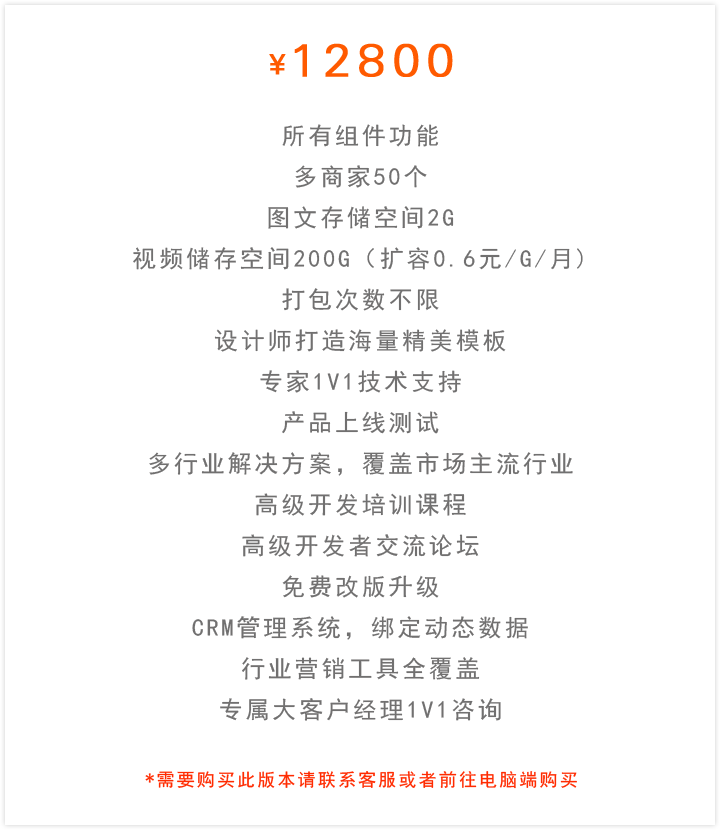 ¥12800
所有组件功能
多商家50个
图文存储空间2G
视频储存空间200G（扩容0.6元/G/月)
打包次数不限
设计师打造海量精美模板
专家1V1技术支持
产品上线测试
多行业解决方案，覆盖市场主流行业
高级开发培训课程
高级开发者交流论坛
免费改版升级
CRM管理系统，绑定动态数据
行业营销工具全覆盖
专属大客户经理1V1咨询
*需要购买此版本请联系客服或者前往电脑端购买